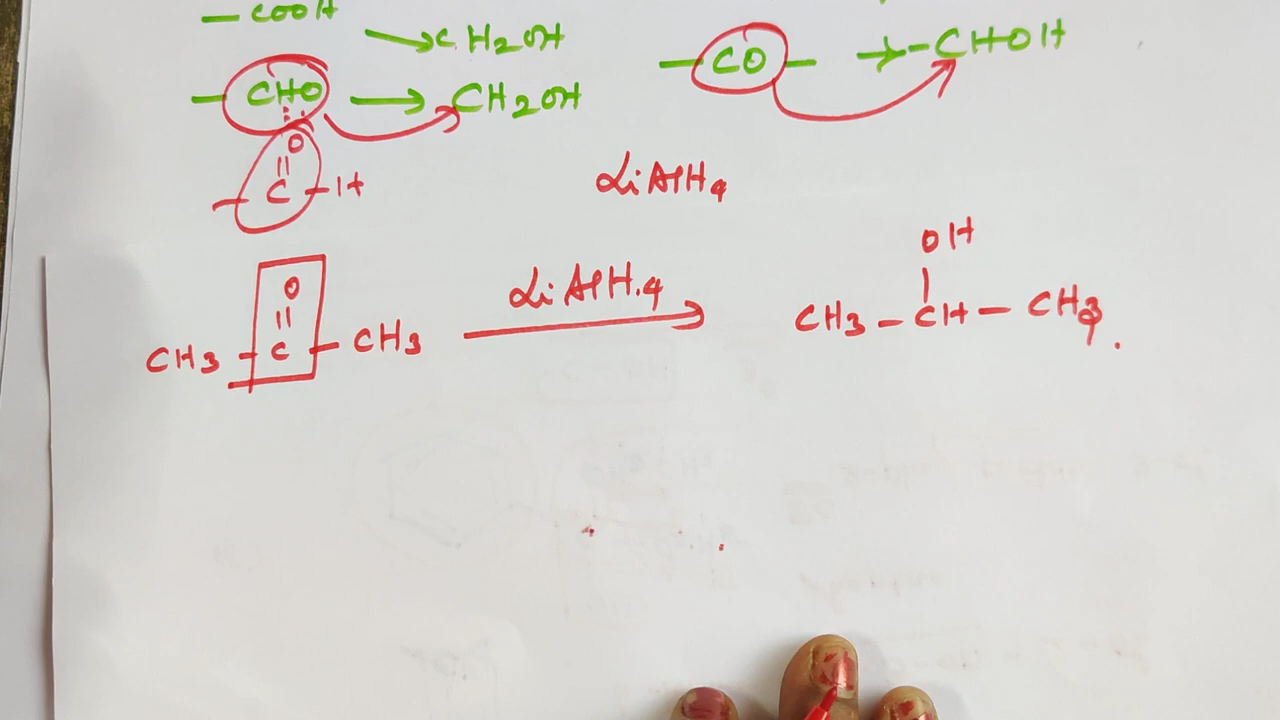 — COOH
→ CH2OH
— CHO → CH2OH
— CO — → - CHOH
O
||
— C - H
LiAlH4
O
||
CH3 - C - CH3
LiAlH4
→
OH
|
CH3 - CH - CH3.